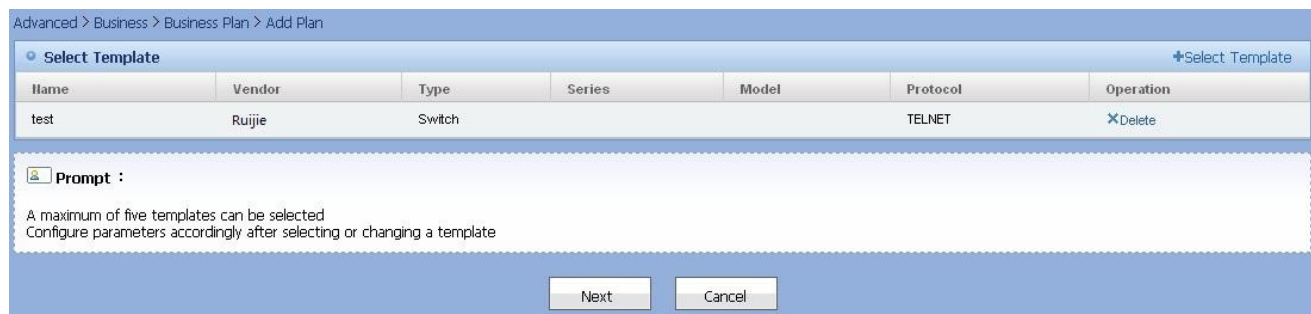 Advanced > Business > Business Plan > Add Plan
Select Template +Select Template
Name Vendor Type Series Model Protocol Operation
test Ruijie Switch TELNET ×Delete
Prompt :
A maximum of five templates can be selected
Configure parameters accordingly after selecting or changing a template
Next Cancel